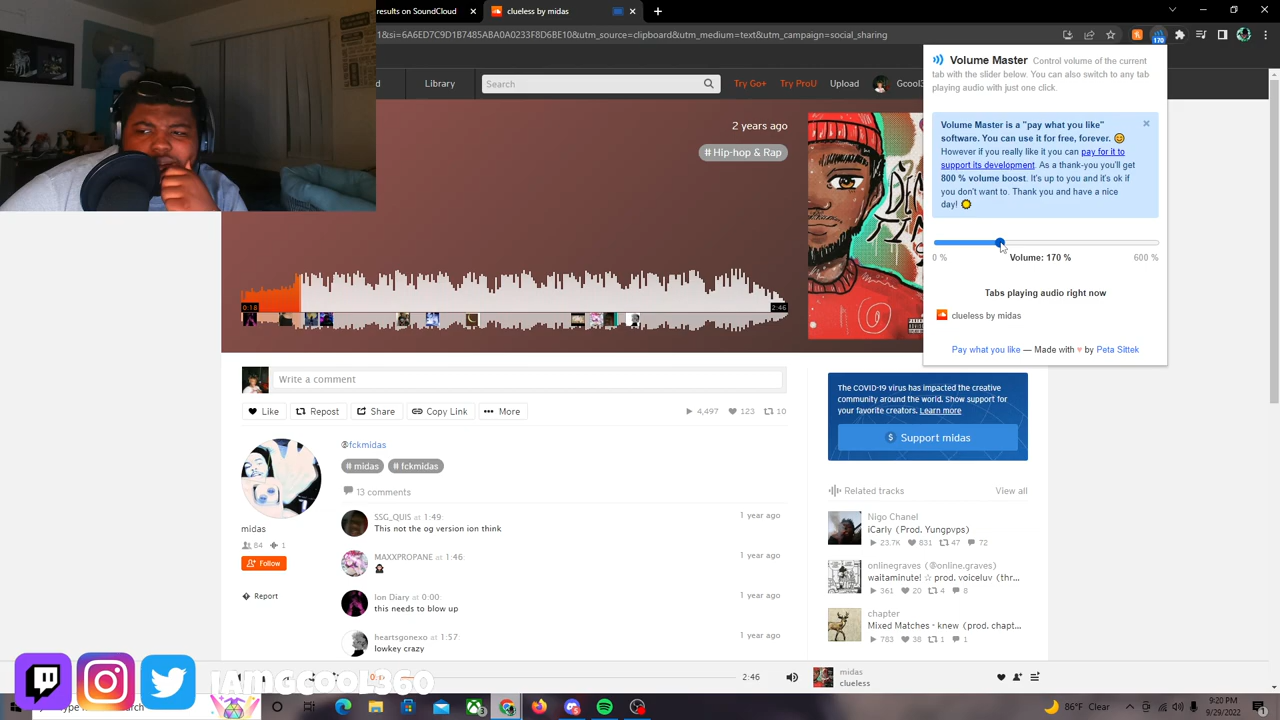 esults
clueless by midas
1&si=6A6ED7C9D1B7485ABA0A0233F8D6BE10&utm_source=clipboard&utm_medium=text&utm_campaign=social_sharing
170
Library
Search
Try Go+
Try ProU
Upload
Gcool3
2 years ago
# Hip-hop & Rap
Volume Master Control volume of the current
tab with the slider below. You can also switch to any tab
playing audio with just one click.
Volume Master is a "pay what you like"
software. You can use it for free, forever. 😊
However if you really like it you can pay for it to
support its development. As a thank-you you'll get
800 % volume boost. It's up to you and it's ok if
you don't want to. Thank you and have a nice
day! 🌞
0 %
Volume: 170 %
600 %
Tabs playing audio right now
clueless by midas
Pay what you like — Made with ♥ by Peta Sittek
0:18
2:46
Write a comment
Like
Repost
Share
Copy Link
More
4,497
123
10
@fckmidas
# midas
# fckmidas
13 comments
midas
84
1
Follow
Report
SSG_QUIS at 1:49:
1 year ago
This not the og version ion think
MAXXPROPANE at 1:46:
1 year ago
Ion Diary at 0:00:
1 year ago
this needs to blow up
heartsgonexo at 1:57:
1 year ago
lowkey crazy
The COVID-19 virus has impacted the creative
community around the world. Show support for
your favorite creators. Learn more
Support midas
Related tracks
View all
Nigo Chanel
iCarly (Prod. Yungpvps)
23.7K
831
47
72
onlinegraves (@online.graves)
waitaminute! ☆ prod. voiceluv (thr...
361
20
4
8
chapter
Mixed Matches - knew (prod. chapt...
783
38
1
1
IAMGCOOL360
2:46
midas
clueless
9:20 PM
9/29/2022